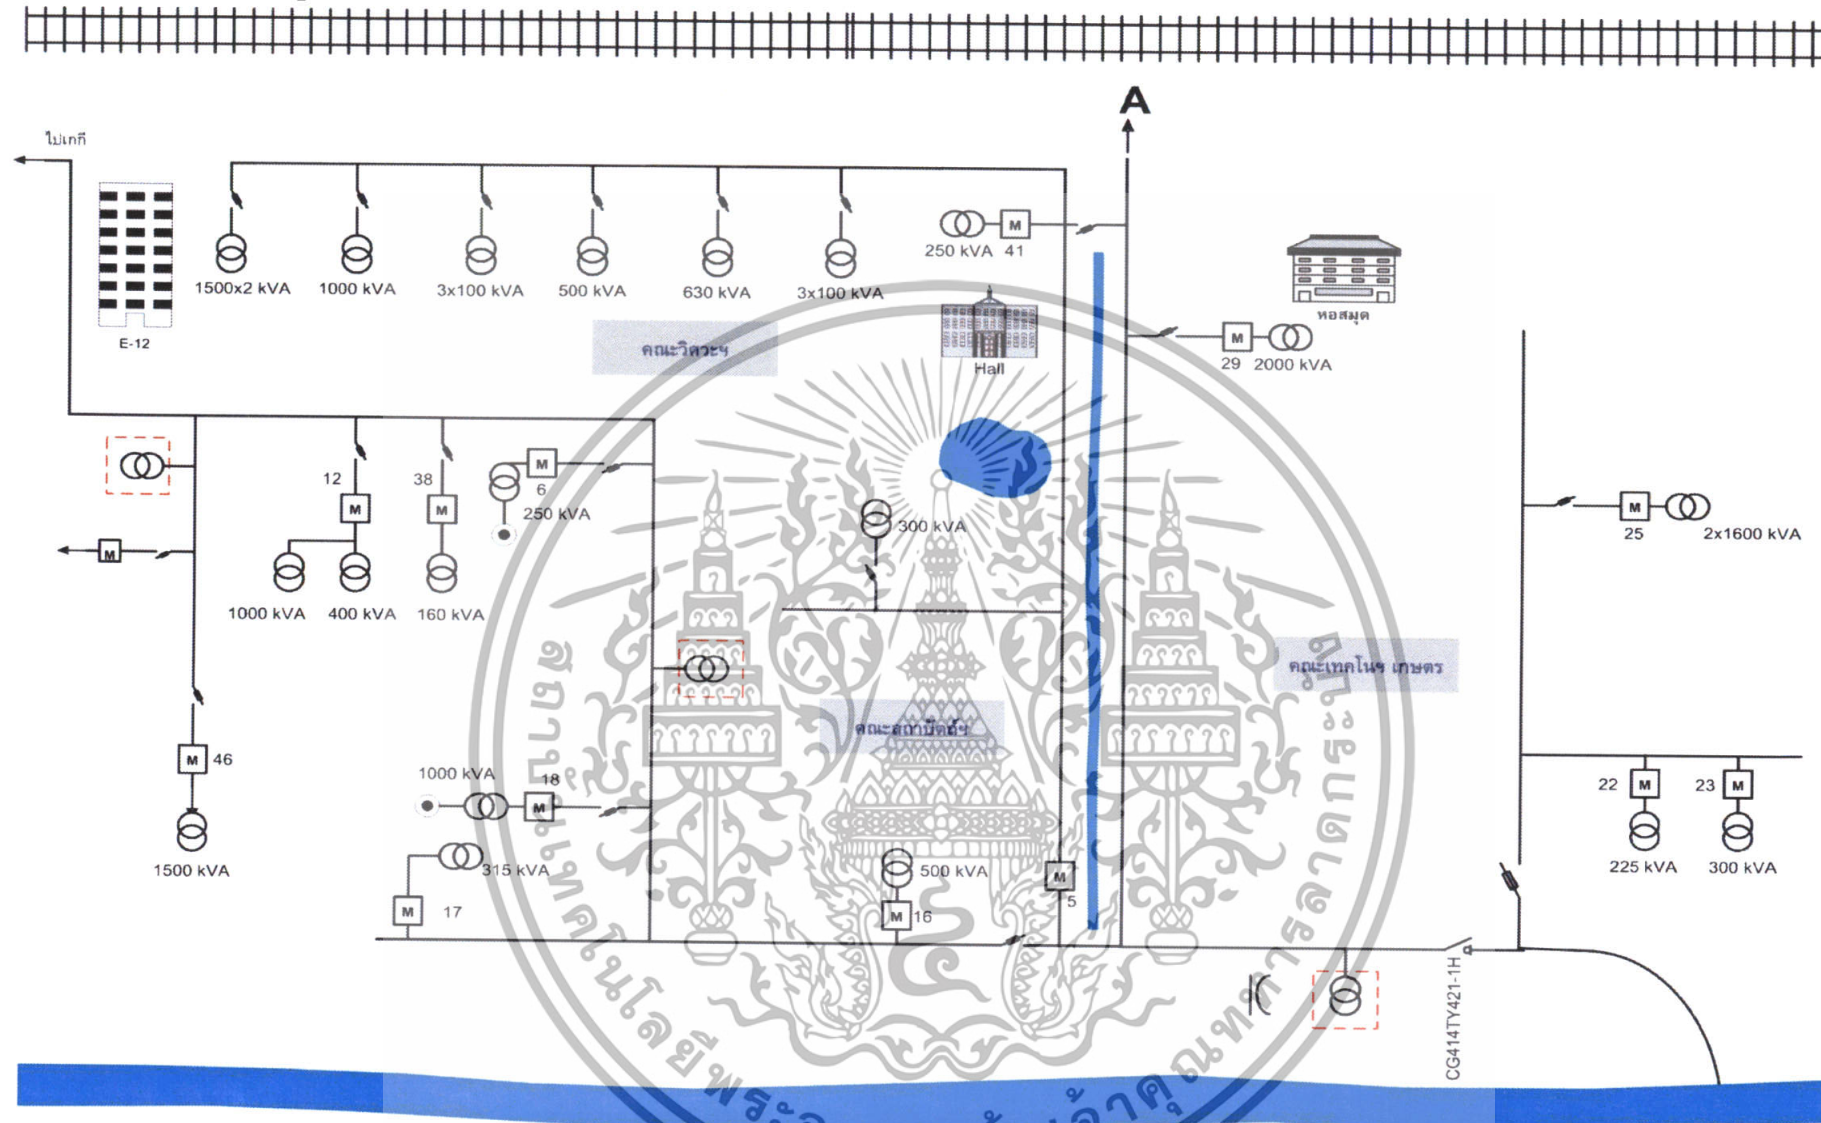 A
ไปเกกี
250 kVA 41
1500x2 kVA
1000 kVA
3x100 kVA
500 kVA
630 kVA
3x100 kVA
E-12
คณะวิศวะฯ
Hall
หอสมุด
M
M
29 2000 kVA
12
M
38
M
M
6
250 kVA
300 kVA
M
25
2x1600 kVA
M
1000 kVA
400 kVA
160 kVA
คณะเทคโนฯ เกษตร
คณะสถาปัตย์ฯ
M
46
1500 kVA
1000 kVA
18
M
315 kVA
M
17
500 kVA
M
16
M
5
22
M
23
M
225 kVA
300 kVA
CG414TY421-1H